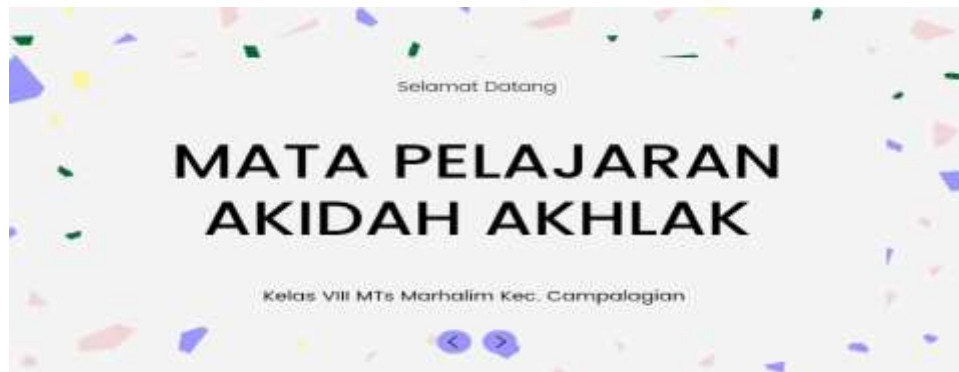 Selamat Datang
MATA PELAJARAN
AKIDAH AKHLAK
Kelas VIII MTs Marhalim Kec. Campalagian